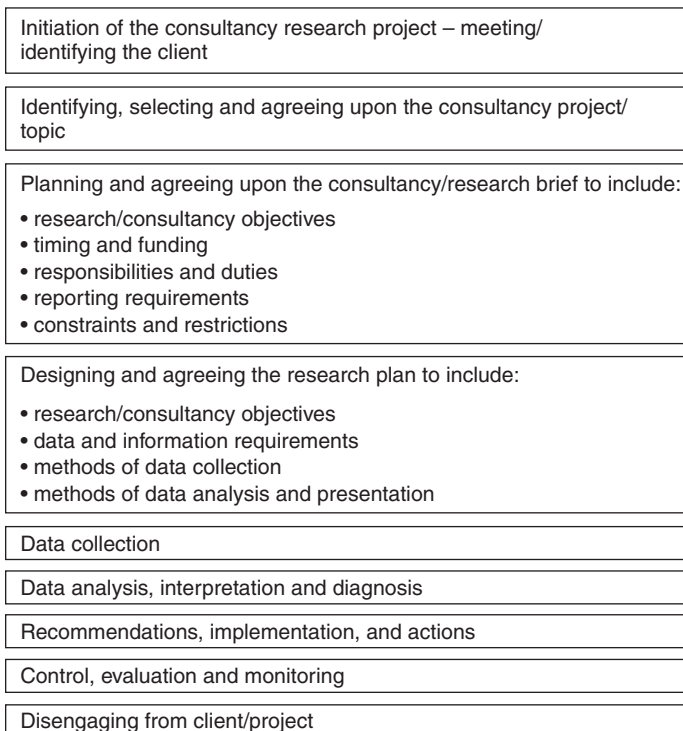 Initiation of the consultancy research project – meeting/
identifying the client
Identifying, selecting and agreeing upon the consultancy project/
topic
Planning and agreeing upon the consultancy/research brief to include:
• research/consultancy objectives
• timing and funding
• responsibilities and duties
• reporting requirements
• constraints and restrictions
Designing and agreeing the research plan to include:
• research/consultancy objectives
• data and information requirements
• methods of data collection
• methods of data analysis and presentation
Data collection
Data analysis, interpretation and diagnosis
Recommendations, implementation, and actions
Control, evaluation and monitoring
Disengaging from client/project